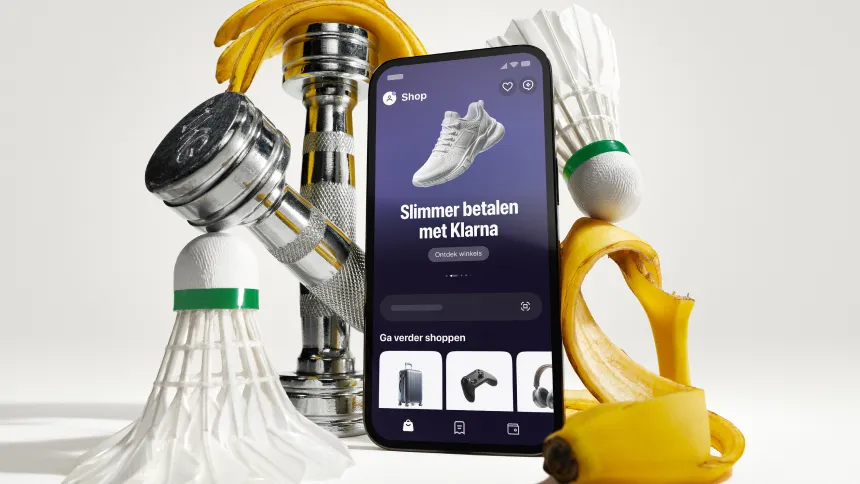 Shop
Slimmer betalen
met Klarna
Ontdek winkels
Ga verder shoppen